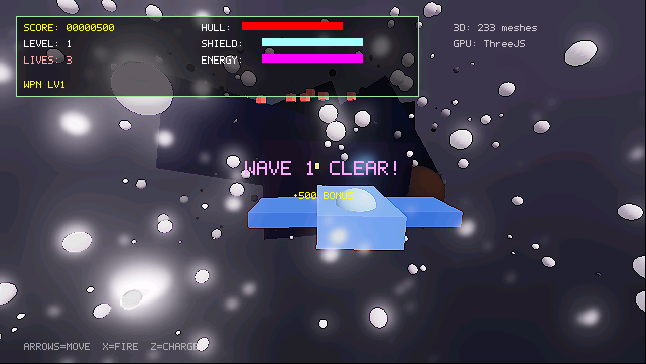 SCORE: 00000500
HULL:
3D: 233 meshes
LEVEL: 1
SHIELD:
GPU: ThreeJS
LIVES: 3
ENERGY:
WPN LV1
WAVE 1 CLEAR!
+500 BONUS
ARROWS=MOVE X=FIRE Z=CHARGE